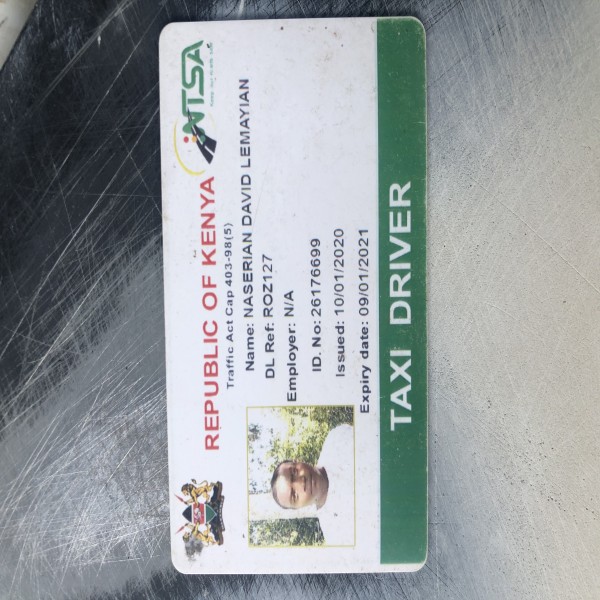 REPUBLIC OF KENYA
NTSA
Traffic Act Cap 403-98(5)
Name: NASERIAN DAVID LEMAYIAN
DL Ref: ROZ127
Employer: N/A
ID. No: 26176699
Issued: 10/01/2020
Expiry date: 09/01/2021
TAXI DRIVER